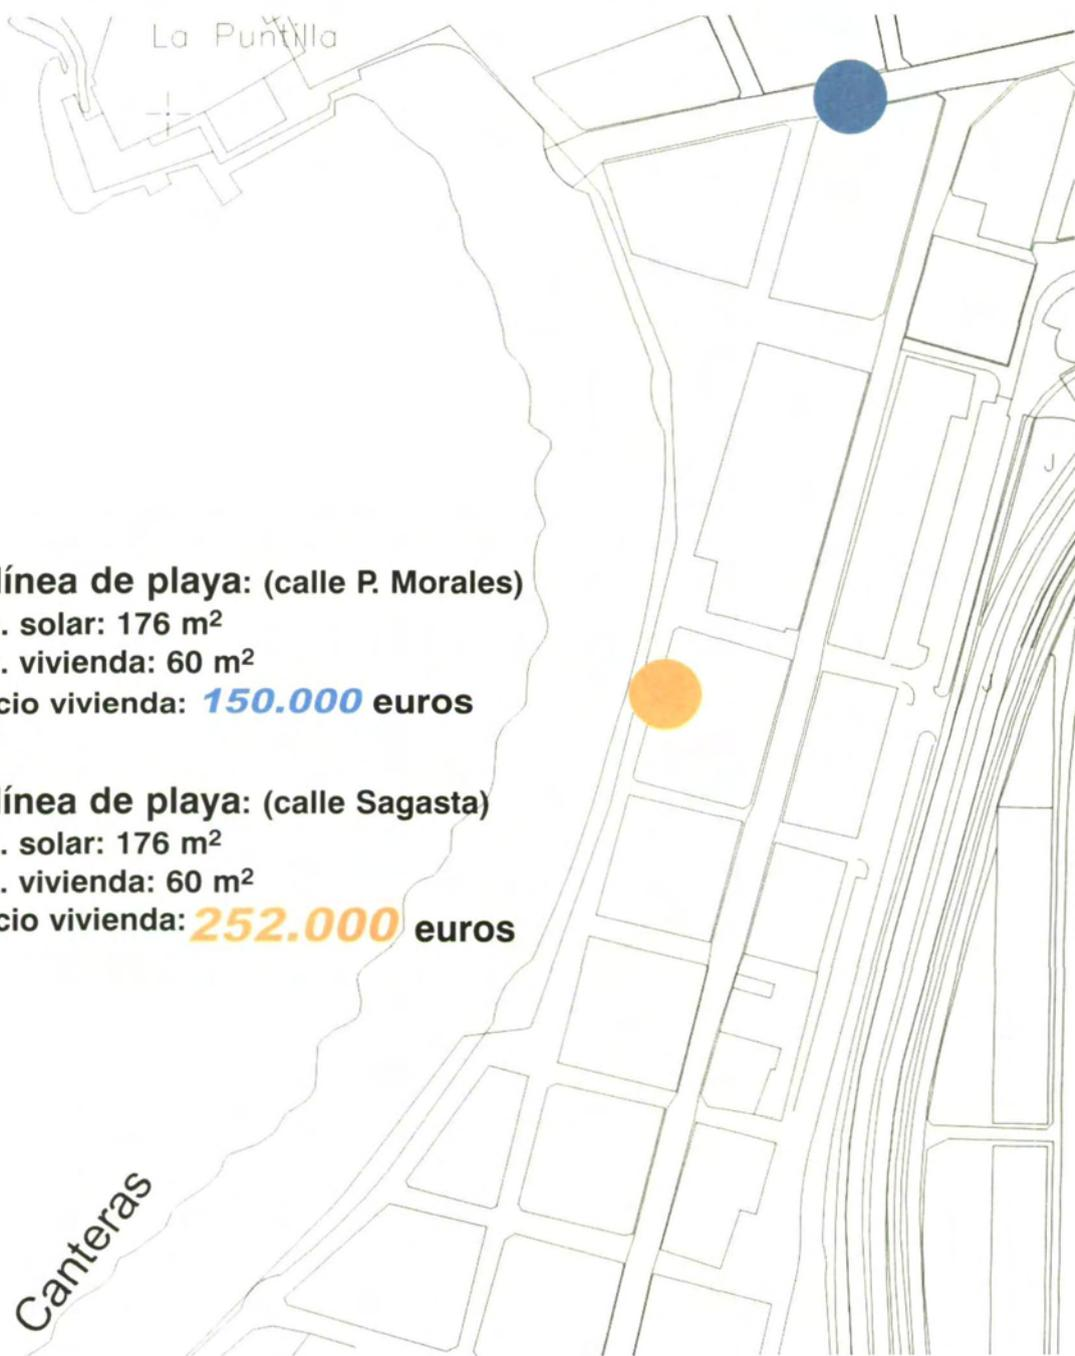 La Puntilla
J
línea de playa: (calle P. Morales)
. solar: 176 m²
. vivienda: 60 m²
cio vivienda: 150.000 euros
línea de playa: (calle Sagasta)
. solar: 176 m²
. vivienda: 60 m²
cio vivienda: 252.000 euros
Canteras